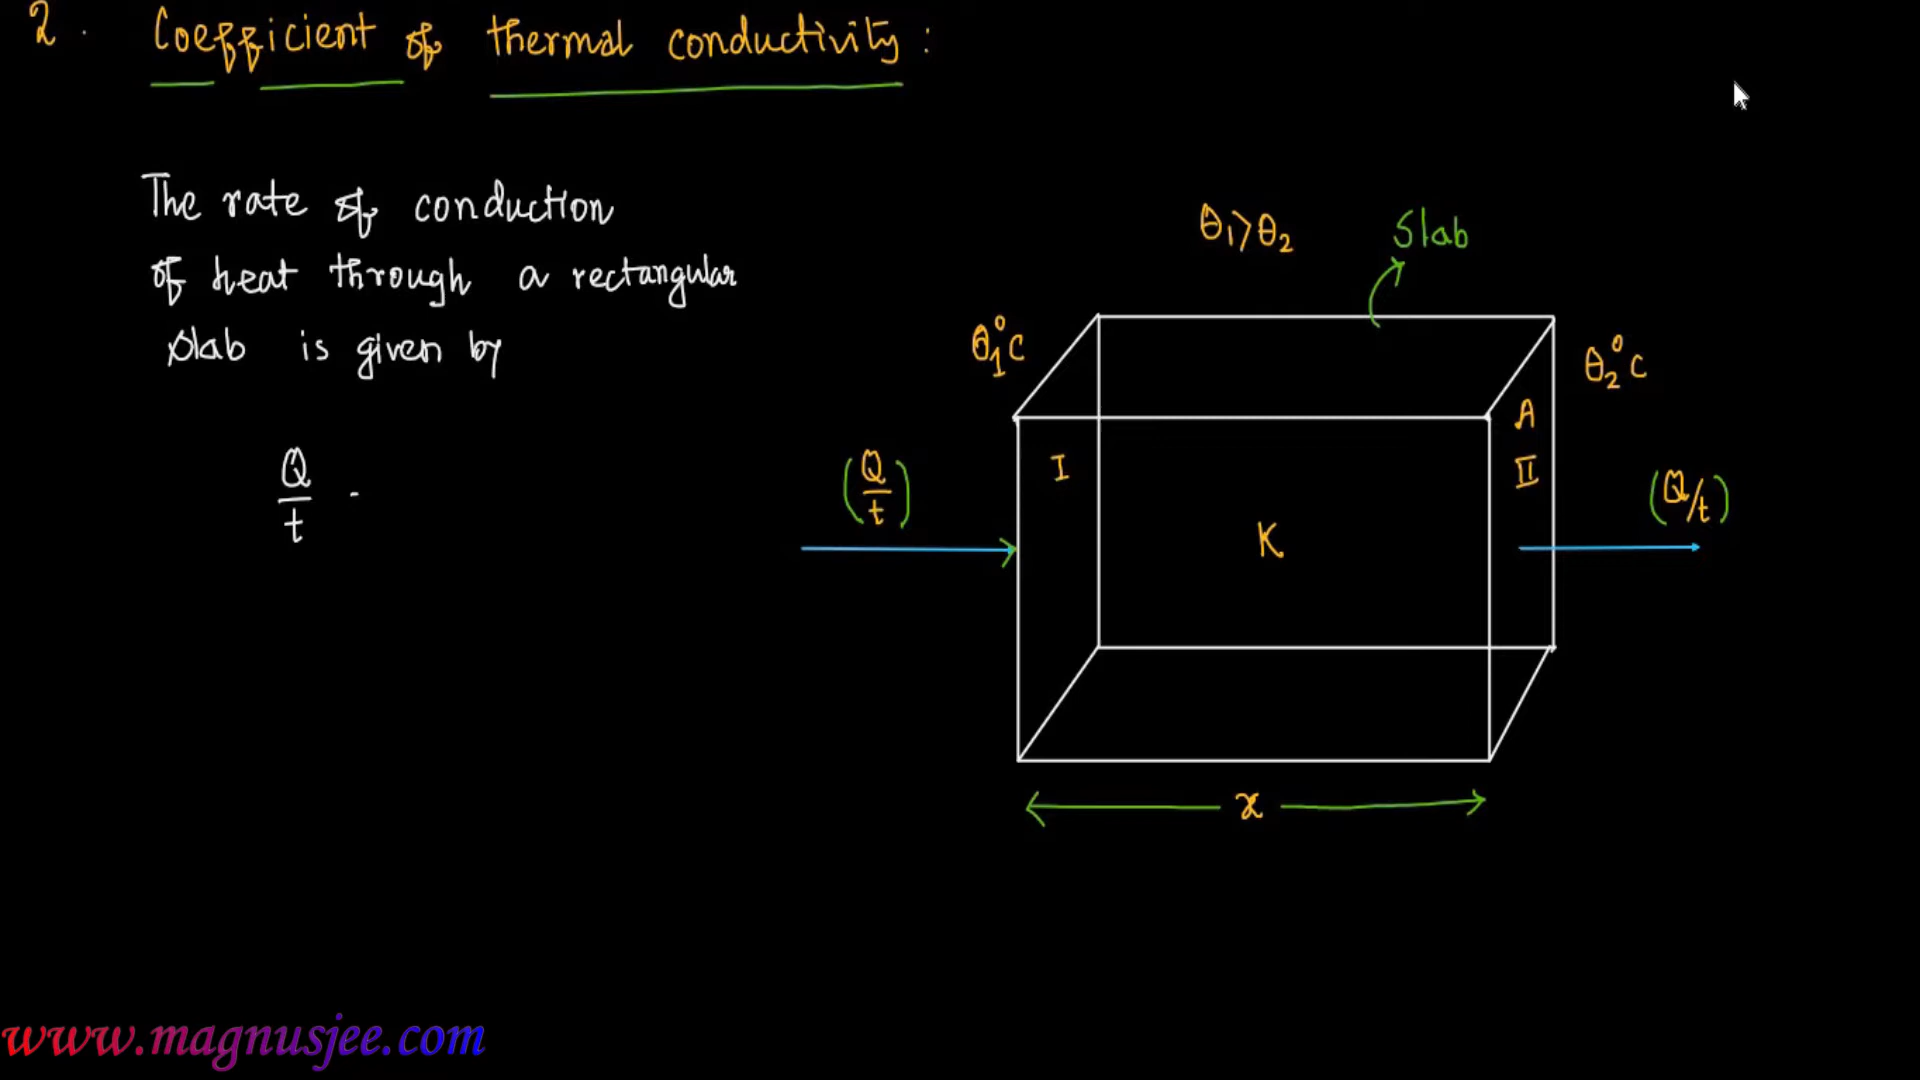 2. Coefficient of thermal conductivity :
The rate of conduction
of heat through a rectangular
slab is given by
Q/t -
θ₁>θ₂
Slab
θ₁°C
θ₂°C
A
I
II
(Q/t)
(Q/t)
K
x
www.magnusjee.com